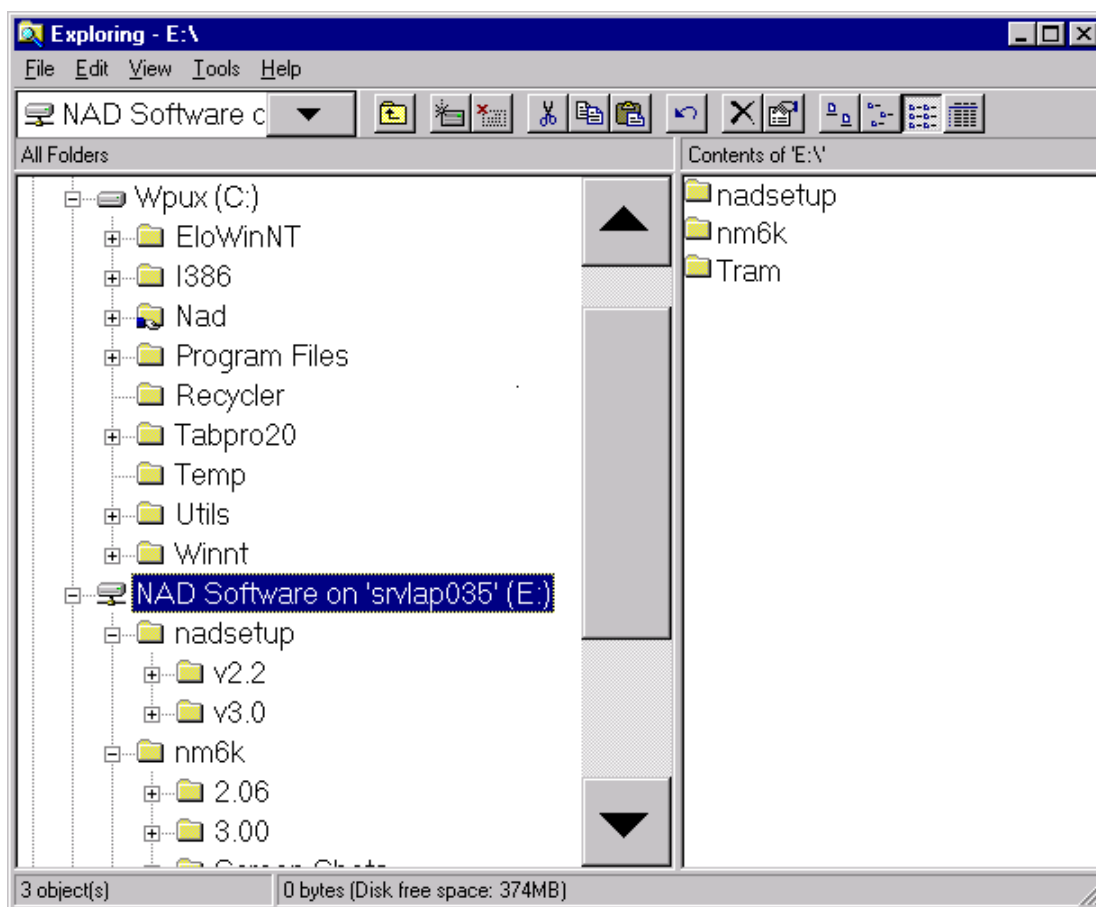 Exploring - E:\
File Edit View Tools Help
NAD Software c
All Folders
Contents of 'E:\'
Wpux (C:)
EloWinNT
I386
Nad
Program Files
Recycler
Tabpro20
Temp
Utils
Winnt
NAD Software on 'srvlap035' (E:)
nadsetup
v2.2
v3.0
nm6k
2.06
3.00
Screen Shots
nadsetup
nm6k
Tram
3 object(s)
0 bytes (Disk free space: 374MB)